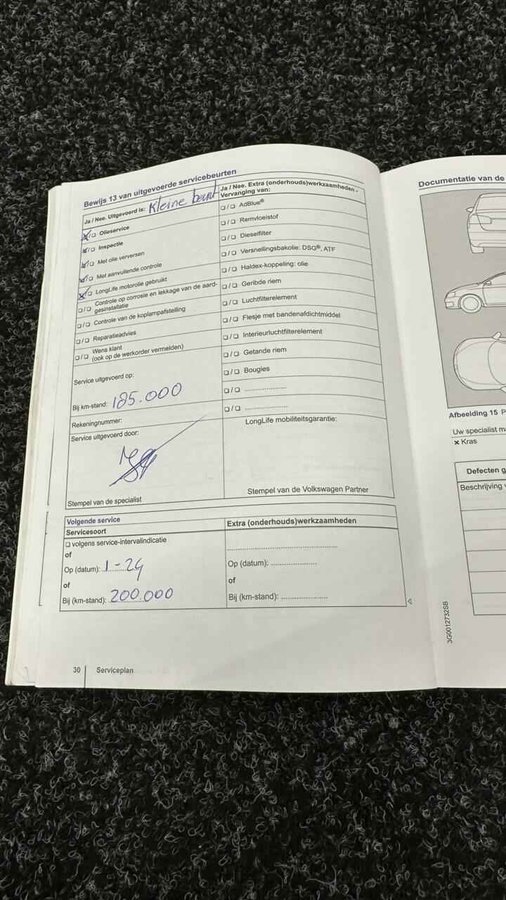 Bewijs 13 van uitgevoerde servicebeurten
Ja / Nee. Uitgevoerd is: Kleine beurt
Olieservice
Inspectie
Met olie verversen
Met aanvullende controle
LongLife motorolie gebruikt
Controle op corrosie en lekkage van de aard-
gasinstallatie
Controle van de koplampafstelling
Reparatieadvies
Wens klant
(ook op de werkorder vermelden)
Service uitgevoerd op:
Bij km-stand: 185.000
Rekeningnummer:
Service uitgevoerd door:
Stempel van de specialist
Ja / Nee. Extra (onderhouds)werkzaamheden -
Vervanging van:
AdBlue®
Remvloeistof
Dieselfilter
Versnellingsbakolie: DSG®, ATF
Haldex-koppeling: olie
Geribde riem
Luchtfilterelement
Flesje met bandenafdichtmiddel
Interieurluchtfilterelement
Getande riem
Bougies
LongLife mobiliteitsgarantie:
Stempel van de Volkswagen Partner
Volgende service
Servicesoort
volgens service-intervalindicatie
of
Op (datum): 1-24
of
Bij (km-stand): 200.000
Extra (onderhouds)werkzaamheden
Op (datum):
of
Bij (km-stand):
30 Serviceplan
Documentatie van de
Afbeelding 15 P
Uw specialist m
× Kras
Defecten g
Beschrijving
3G0012732SB